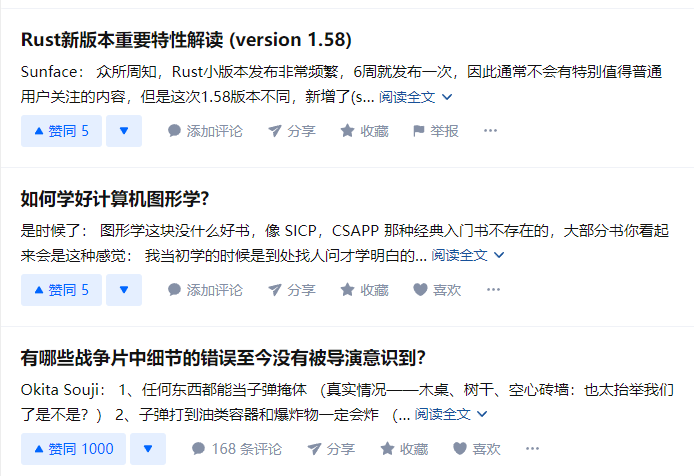 Rust新版本重要特性解读 (version 1.58)
Sunface： 众所周知，Rust小版本发布非常频繁，6周就发布一次，因此通常不会有特别值得普通
用户关注的内容，但是这次1.58版本不同，新增了(s... 阅读全文
赞同 5 添加评论 分享 收藏 举报 ···
如何学好计算机图形学?
是时候了： 图形学这块没什么好书，像 SICP，CSAPP 那种经典入门书不存在的，大部分书你看起
来会是这种感觉： 我当初学的时候是到处找人问才学明白的... 阅读全文
赞同 5 添加评论 分享 收藏 喜欢 ···
有哪些战争片中细节的错误至今没有被导演意识到?
Okita Souji： 1、任何东西都能当子弹掩体 （真实情况——木桌、树干、空心砖墙：也太抬举我们
了是不是？） 2、子弹打到油类容器和爆炸物一定会炸 （... 阅读全文
赞同 1000 168 条评论 分享 收藏 喜欢 ···